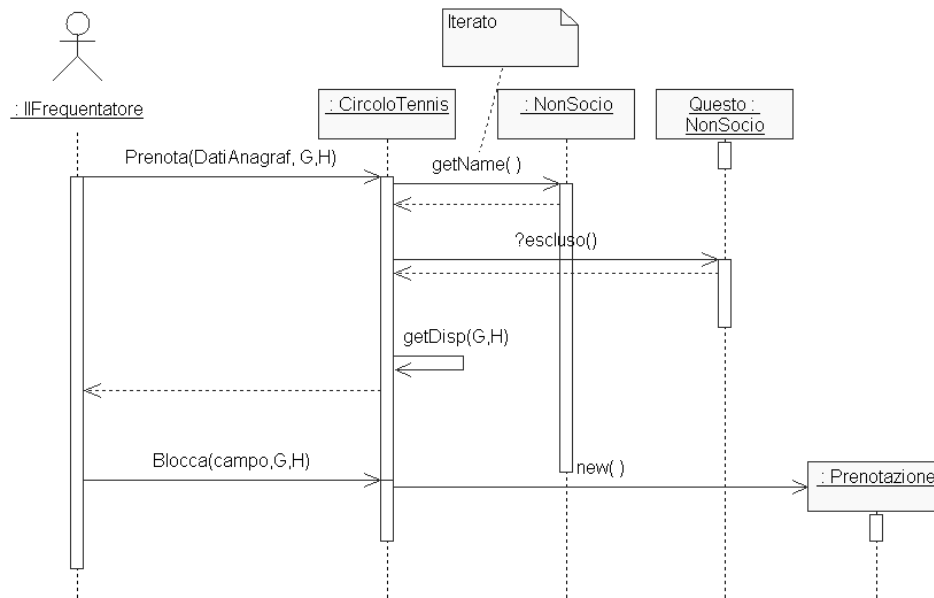 Iterato
: IlFrequentatore
: CircoloTennis
: NonSocio
Questo :
NonSocio
Prenota(DatiAnagraf, G,H)
getName( )
?escluso()
getDisp(G,H)
Blocca(campo,G,H)
new( )
: Prenotazione